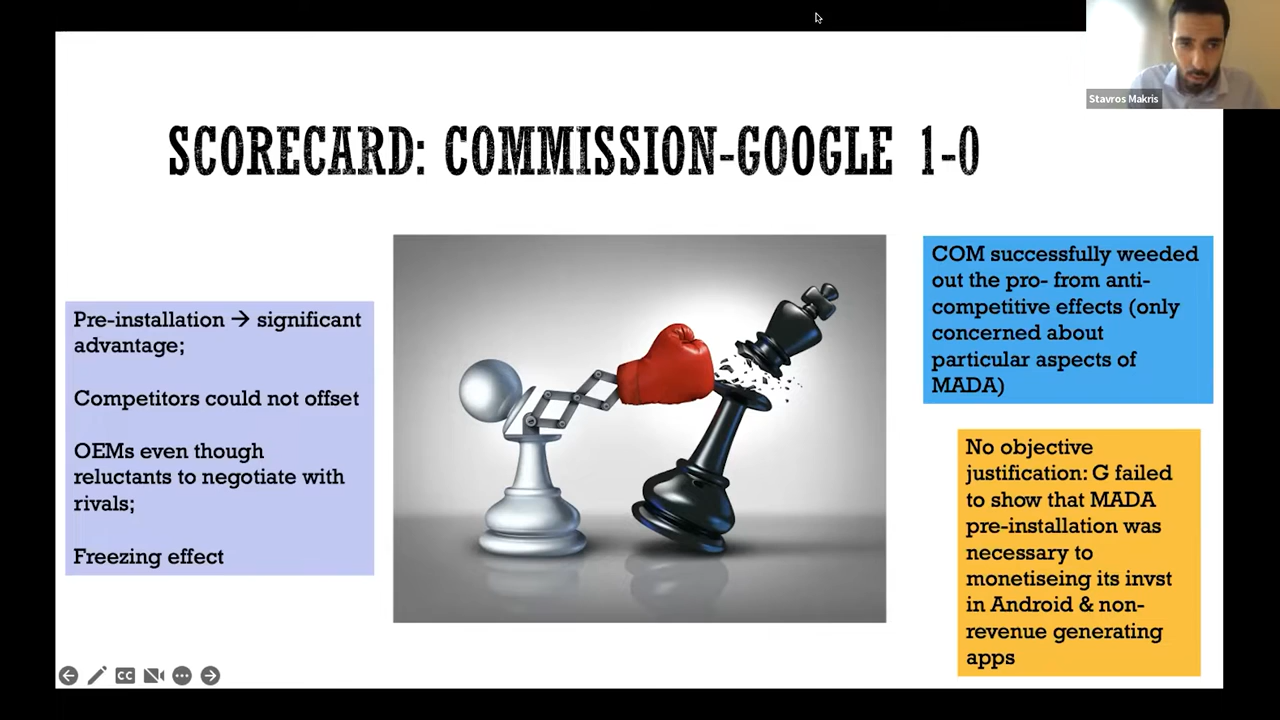 Stavros Makris
SCORECARD: COMMISSION-GOOGLE 1-0
Pre-installation → significant
advantage;
Competitors could not offset
OEMs even though
reluctants to negotiate with
rivals;
Freezing effect
COM successfully weeded
out the pro- from anti-
competitive effects (only
concerned about
particular aspects of
MADA)
No objective
justification: G failed
to show that MADA
pre-installation was
necessary to
monetiseing its invst
in Android & non-
revenue generating
apps
CC